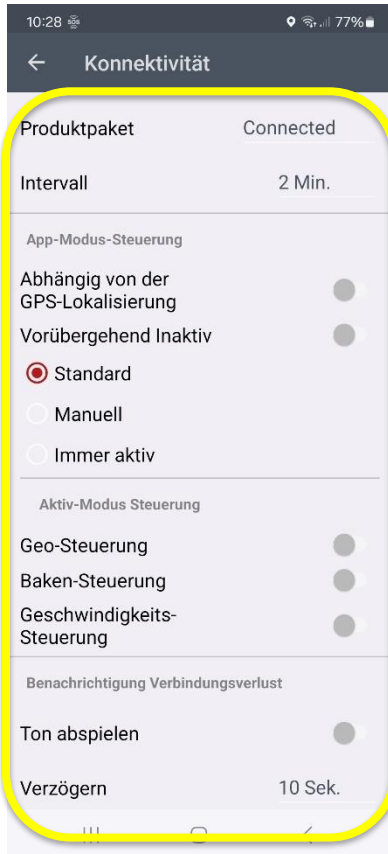 10:28 77%
Konnektivität
Produktpaket Connected
Intervall 2 Min.
App-Modus-Steuerung
Abhängig von der
GPS-Lokalisierung
Vorübergehend Inaktiv
Standard
Manuell
Immer aktiv
Aktiv-Modus Steuerung
Geo-Steuerung
Baken-Steuerung
Geschwindigkeits-
Steuerung
Benachrichtigung Verbindungsverlust
Ton abspielen
Verzögern 10 Sek.